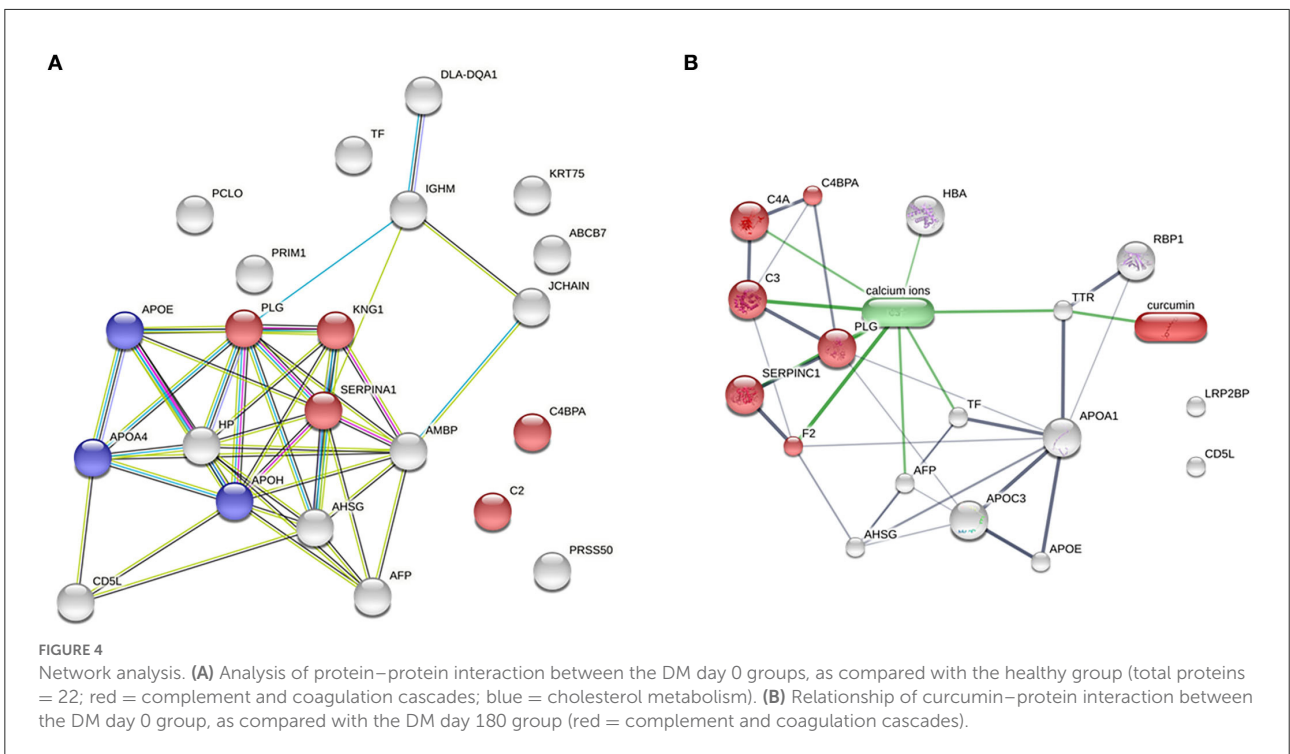 A
B
DLA-DQA1
TF
KRT75
PCLO
IGHM
ABCB7
PRIM1
JCHAIN
APOE
PLG
KNG1
SERPINA1
C4BPA
APOA4
HP
AMBP
APOH
C2
AHSG
PRSS50
CD5L
AFP
C4BPA
C4A
HBA
RBP1
C3
calcium ions
TTR
curcumin
PLG
SERPINC1
LRP2BP
TF
APOA1
F2
CD5L
AFP
APOC3
AHSG
APOE
FIGURE 4
Network analysis. (A) Analysis of protein–protein interaction between the DM day 0 groups, as compared with the healthy group (total proteins
= 22; red = complement and coagulation cascades; blue = cholesterol metabolism). (B) Relationship of curcumin–protein interaction between
the DM day 0 group, as compared with the DM day 180 group (red = complement and coagulation cascades).